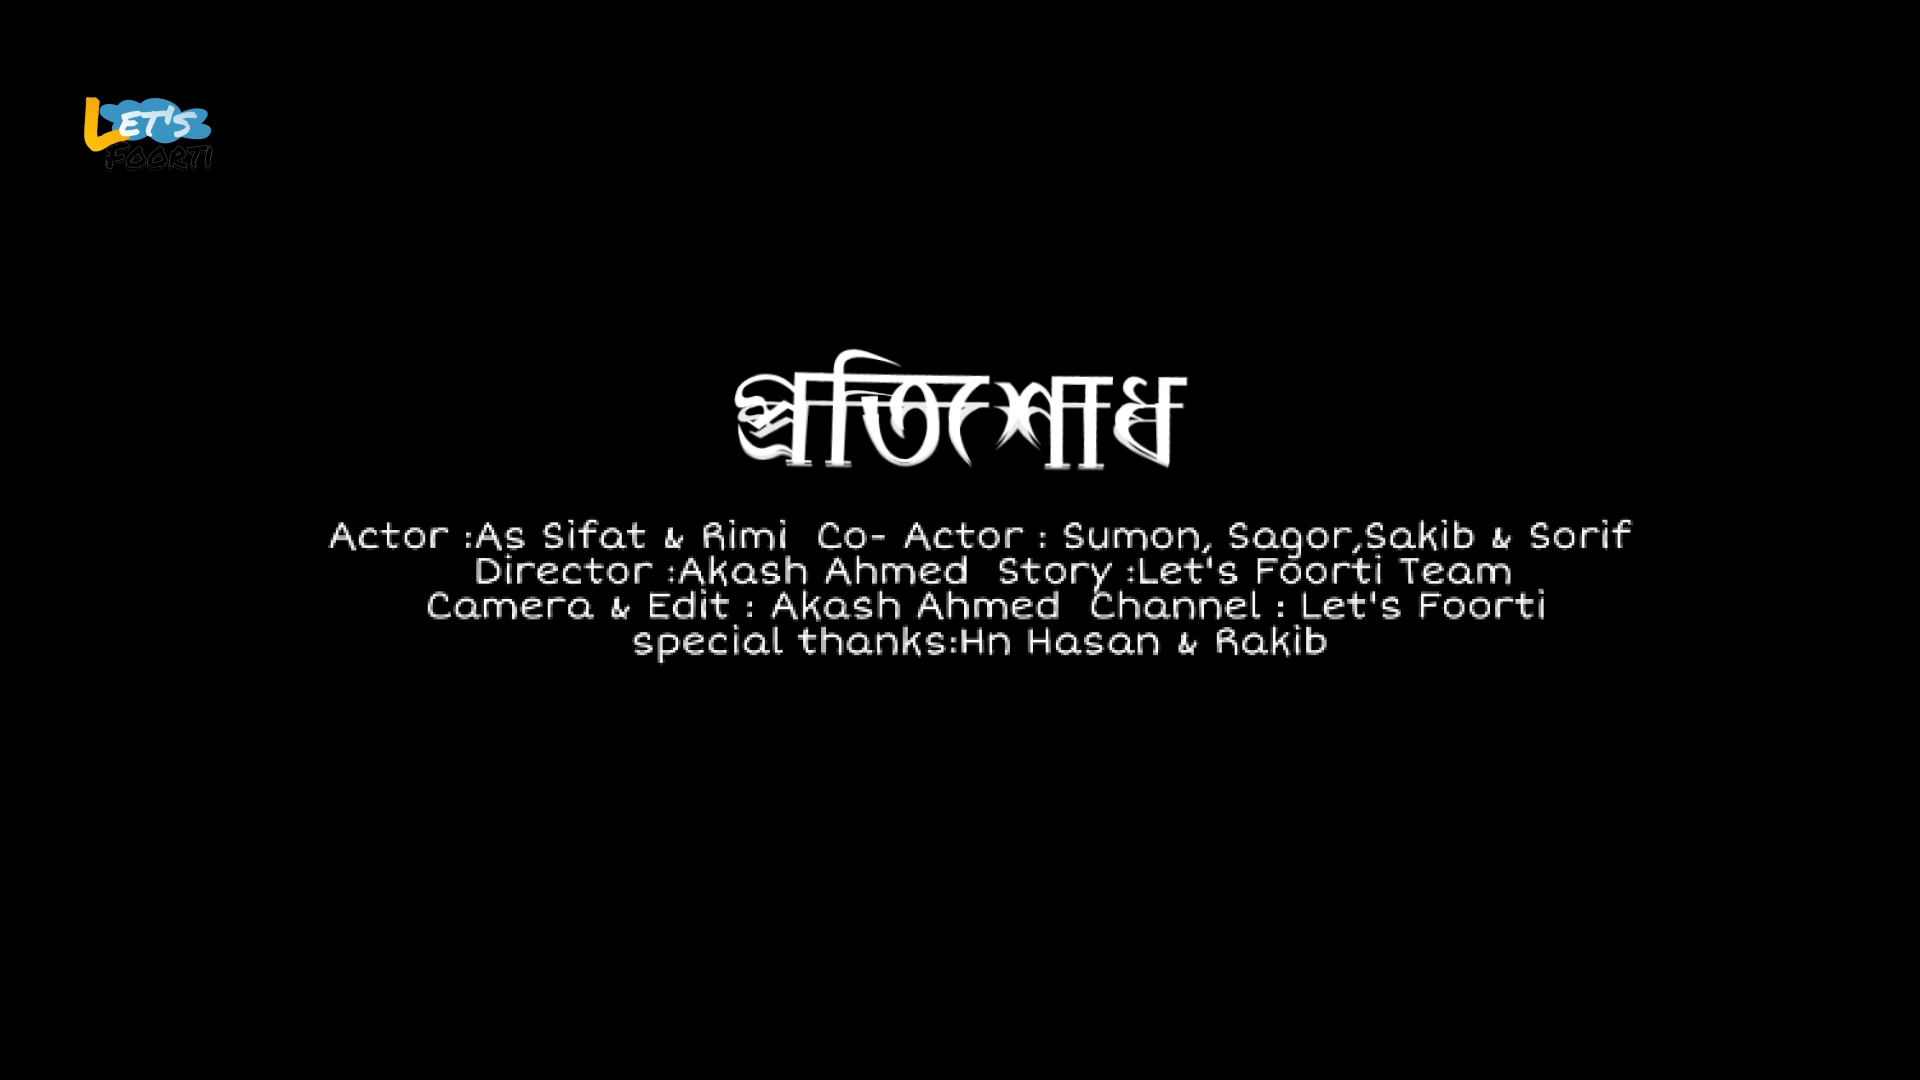 LET'S
FOORTI
প্রতিশোধ
Actor :As Sifat & Rimi Co- Actor : Sumon, Sagor,Sakib & Sorif
Director :Akash Ahmed Story :Let's Foorti Team
Camera & Edit : Akash Ahmed Channel : Let's Foorti
special thanks:Hn Hasan & Rakib